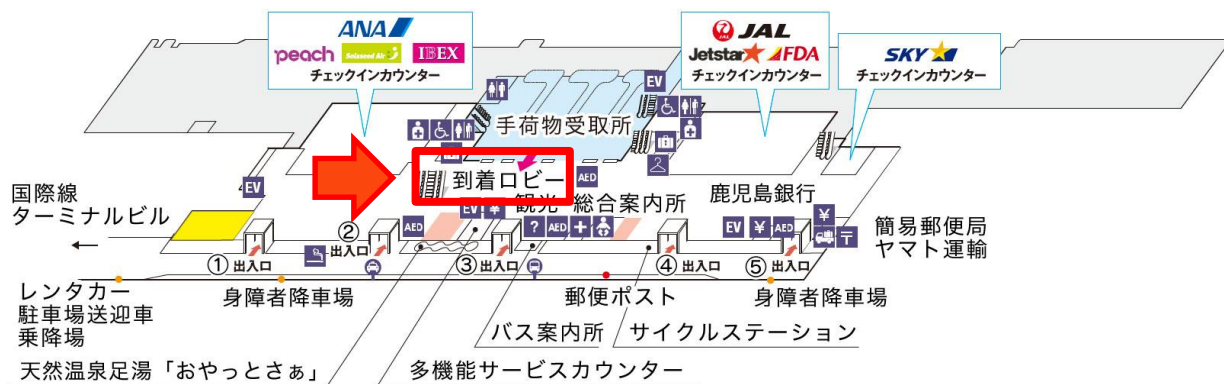 ANA
peach Solaseed Air IBEX
チェックインカウンター
JAL
Jetstar FDA
チェックインカウンター
SKY
チェックインカウンター
EV
手荷物受取所
到着ロビー
AED
EV
国際線
ターミナルビル
観光・総合案内所
鹿児島銀行
簡易郵便局
ヤマト運輸
AED
EV ¥
? AED
EV ¥ AED
¥
〒
① 出入口
② 出入口
③ 出入口
④ 出入口
⑤ 出入口
レンタカー
駐車場送迎車
乗降場
身障者降車場
郵便ポスト
身障者降車場
バス案内所
サイクルステーション
天然温泉足湯「おやっとさぁ」
多機能サービスカウンター